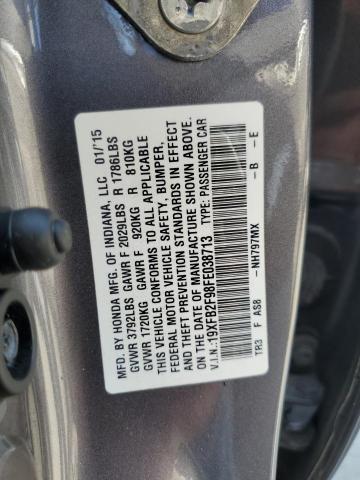 MFD. BY HONDA MFG. OF INDIANA, LLC 01/15
GVWR 3792LBS GAWR F 2029LBS R 1786LBS
GVWR 1720KG GAWR F 920KG R 810KG
THIS VEHICLE CONFORMS TO ALL APPLICABLE
FEDERAL MOTOR VEHICLE SAFETY, BUMPER,
AND THEFT PREVENTION STANDARDS IN EFFECT
ON THE DATE OF MANUFACTURE SHOWN ABOVE.
V.I.N.:19XFB2F98FE038713 TYPE: PASSENGER CAR
NH797MX B E
TR3 F AS8